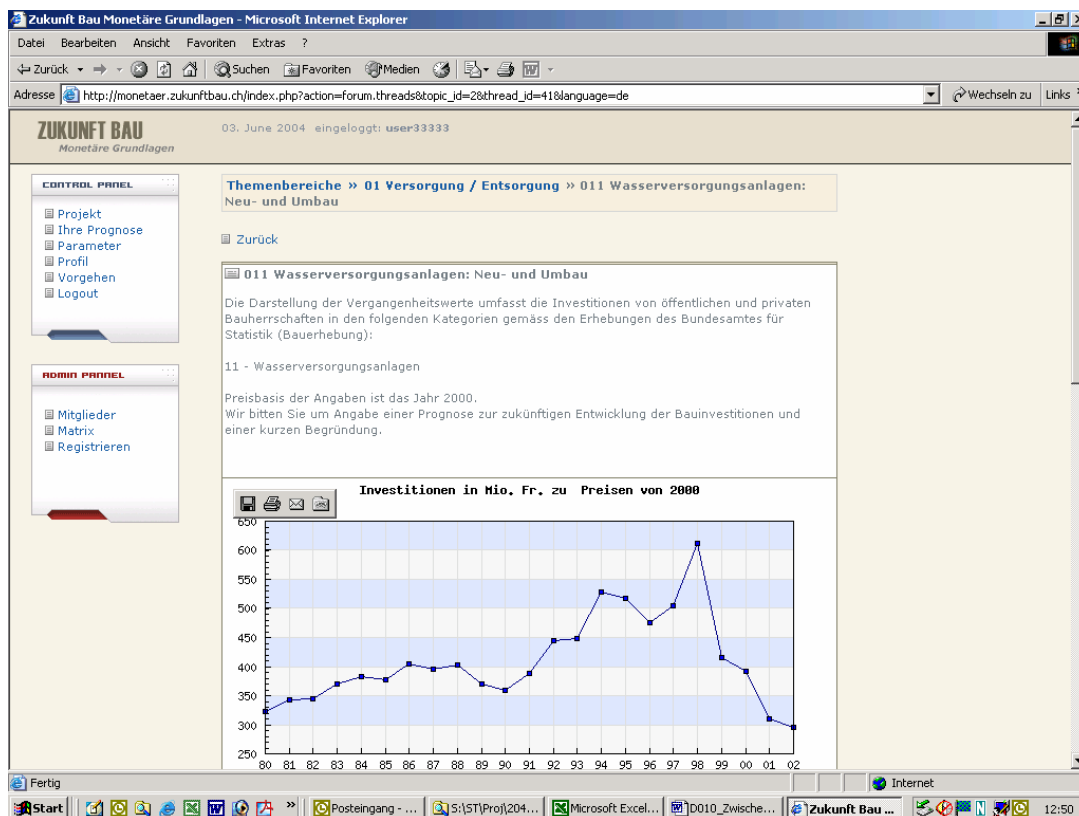 Zukunft Bau Monetäre Grundlagen - Microsoft Internet Explorer
Datei Bearbeiten Ansicht Favoriten Extras ?
Zurück Suchen Favoriten Medien
Adresse http://monetaer.zukunftbau.ch/index.php?action=forum.threads&topic_id=2&thread_id=41&language=de Wechseln zu Links
ZUKUNFT BAU
Monetäre Grundlagen
03. June 2004 eingeloggt: user33333
CONTROL PANEL
Projekt
Ihre Prognose
Parameter
Profil
Vorgehen
Logout
ADMIN PANNEL
Mitglieder
Matrix
Registrieren
Themenbereiche » 01 Versorgung / Entsorgung » 011 Wasserversorgungsanlagen:
Neu- und Umbau
Zurück
011 Wasserversorgungsanlagen: Neu- und Umbau
Die Darstellung der Vergangenheitswerte umfasst die Investitionen von öffentlichen und privaten
Bauherrschaften in den folgenden Kategorien gemäss den Erhebungen des Bundesamtes für
Statistik (Bauerhebung):
11 - Wasserversorgungsanlagen
Preisbasis der Angaben ist das Jahr 2000.
Wir bitten Sie um Angabe einer Prognose zur zukünftigen Entwicklung der Bauinvestitionen und
einer kurzen Begründung.
Investitionen in Mio. Fr. zu Preisen von 2000
650
600
550
500
450
400
350
300
250
80 81 82 83 84 85 86 87 88 89 90 91 92 93 94 95 96 97 98 99 00 01 02
Fertig Internet
Start » Posteingang - ... S:\ST\Proj\204... Microsoft Excel... D010_Zwische... Zukunft Bau ... 12:50